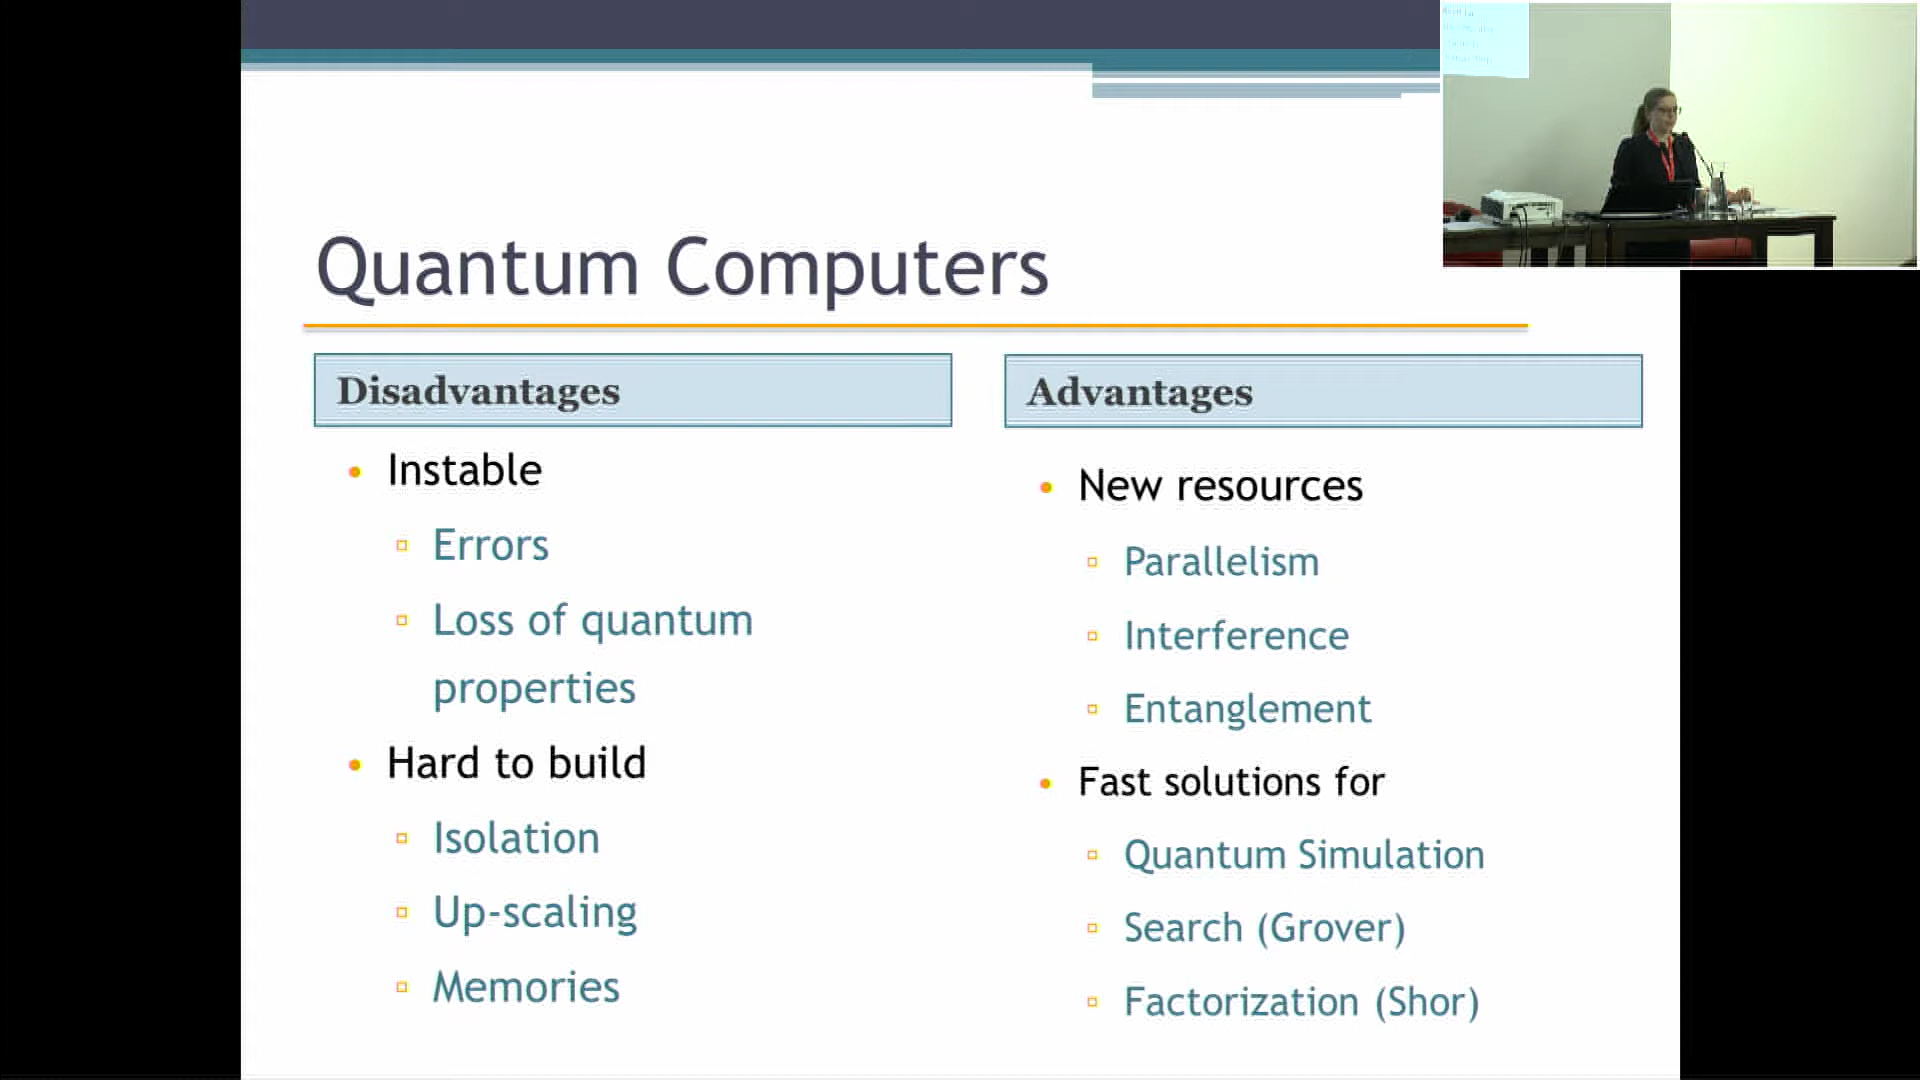 Quantum Computers
Disadvantages
Instable
Errors
Loss of quantum
properties
Hard to build
Isolation
Up-scaling
Memories
Advantages
New resources
Parallelism
Interference
Entanglement
Fast solutions for
Quantum Simulation
Search (Grover)
Factorization (Shor)